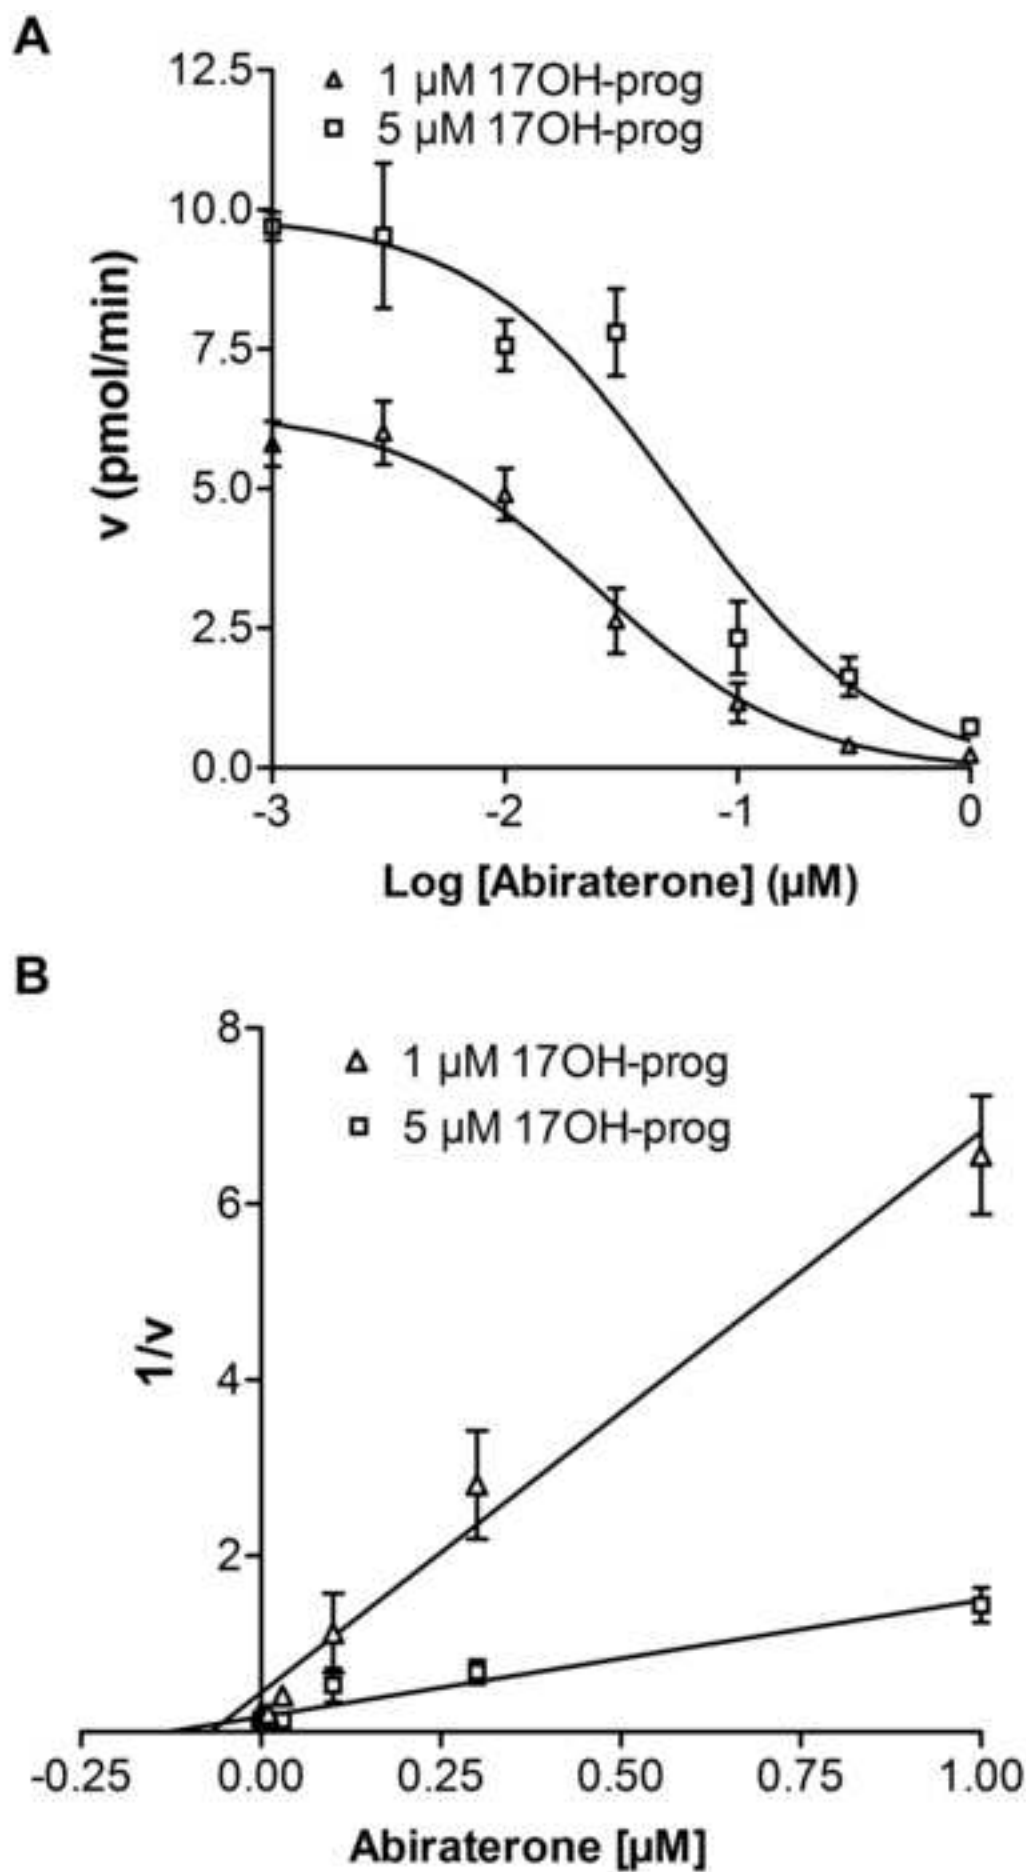 A
12.5
1 µM 17OH-prog
5 µM 17OH-prog
10.0
7.5
5.0
2.5
0.0
v (pmol/min)
-3 -2 -1 0
Log [Abiraterone] (µM)
B
8
1 µM 17OH-prog
5 µM 17OH-prog
6
4
2
1/v
-0.25 0.00 0.25 0.50 0.75 1.00
Abiraterone [µM]